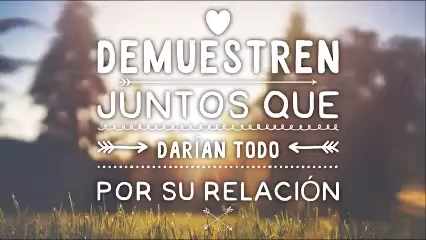 DEMUESTREN
JUNTOS QUE
DARÍAN TODO
POR SU RELACIÓN